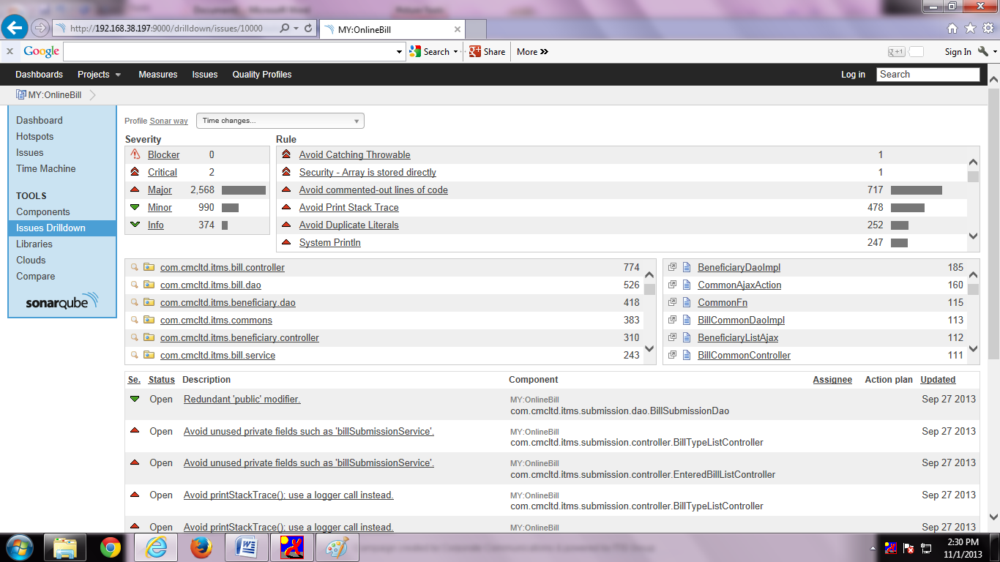 http://192.168.38.197:9000/drilldown/issues/10000
MY:OnlineBill
x Google Search Share More »
g +1
Sign In
Dashboards Projects Measures Issues Quality Profiles Log in Search
MY:OnlineBill
Dashboard
Hotspots
Issues
Time Machine
TOOLS
Components
Issues Drilldown
Libraries
Clouds
Compare
sonarqube
Profile Sonar way Time changes...
Severity
Blocker 0
Critical 2
Major 2,568
Minor 990
Info 374
Rule
Avoid Catching Throwable 1
Security - Array is stored directly 1
Avoid commented-out lines of code 717
Avoid Print Stack Trace 478
Avoid Duplicate Literals 252
System Println 247
com.cmcltd.itms.bill.controller 774
com.cmcltd.itms.bill.dao 526
com.cmcltd.itms.beneficiary.dao 418
com.cmcltd.itms.commons 383
com.cmcltd.itms.beneficiary.controller 310
com.cmcltd.itms.bill.service 243
BeneficiaryDaoImpl 185
CommonAjaxAction 160
CommonFn 115
BillCommonDaoImpl 113
BeneficiaryListAjax 112
BillCommonController 111
Se. Status Description Component Assignee Action plan Updated
Open Redundant 'public' modifier. MY:OnlineBill Sep 27 2013
com.cmcltd.itms.submission.dao.BillSubmissionDao
Open Avoid unused private fields such as 'billSubmissionService'. MY:OnlineBill Sep 27 2013
com.cmcltd.itms.submission.controller.BillTypeListController
Open Avoid unused private fields such as 'billSubmissionService'. MY:OnlineBill Sep 27 2013
com.cmcltd.itms.submission.controller.EnteredBillListController
Open Avoid printStackTrace(); use a logger call instead. MY:OnlineBill Sep 27 2013
com.cmcltd.itms.submission.controller.BillTypeListController
Open Avoid printStackTrace(); use a logger call instead. MY:OnlineBill Sep 27 2013
2:30 PM
11/1/2013